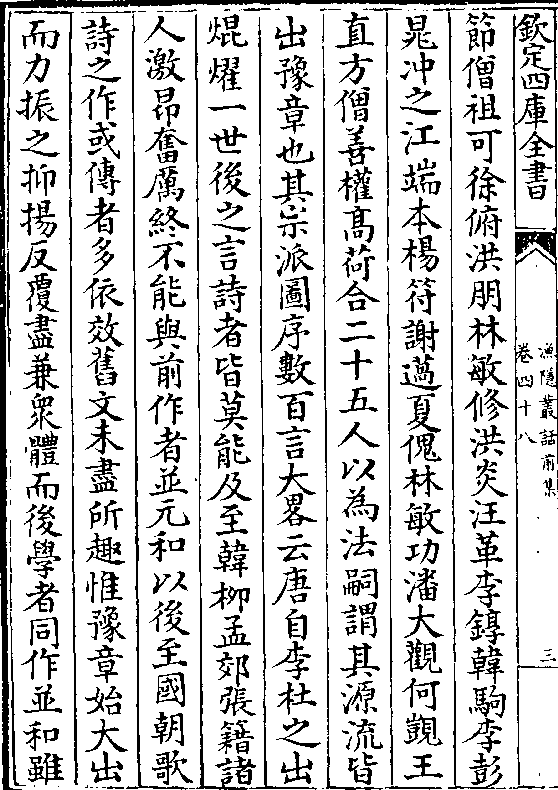 欽定四庫全書
漁隱叢話前集
卷四十八
三
節僧祖可徐俯洪朋林敏修洪炎汪革李錞韓駒李彭
晁沖之江端本楊符謝薖夏傀林敏功潘大觀何覬王
直方僧善權髙荷合二十五人以為法嗣謂其源流皆
出豫章也其宗派圖序數百言大畧云唐自李杜之出
焜燿一世後之言詩者皆莫能及至韓柳孟郊張籍諸
人激昂奮厲終不能與前作者並元和以後至國朝歌
詩之作或傳者多依效舊文未盡所趣惟豫章始大出
而力振之抑揚反覆盡兼衆體而後學者同作並和雖